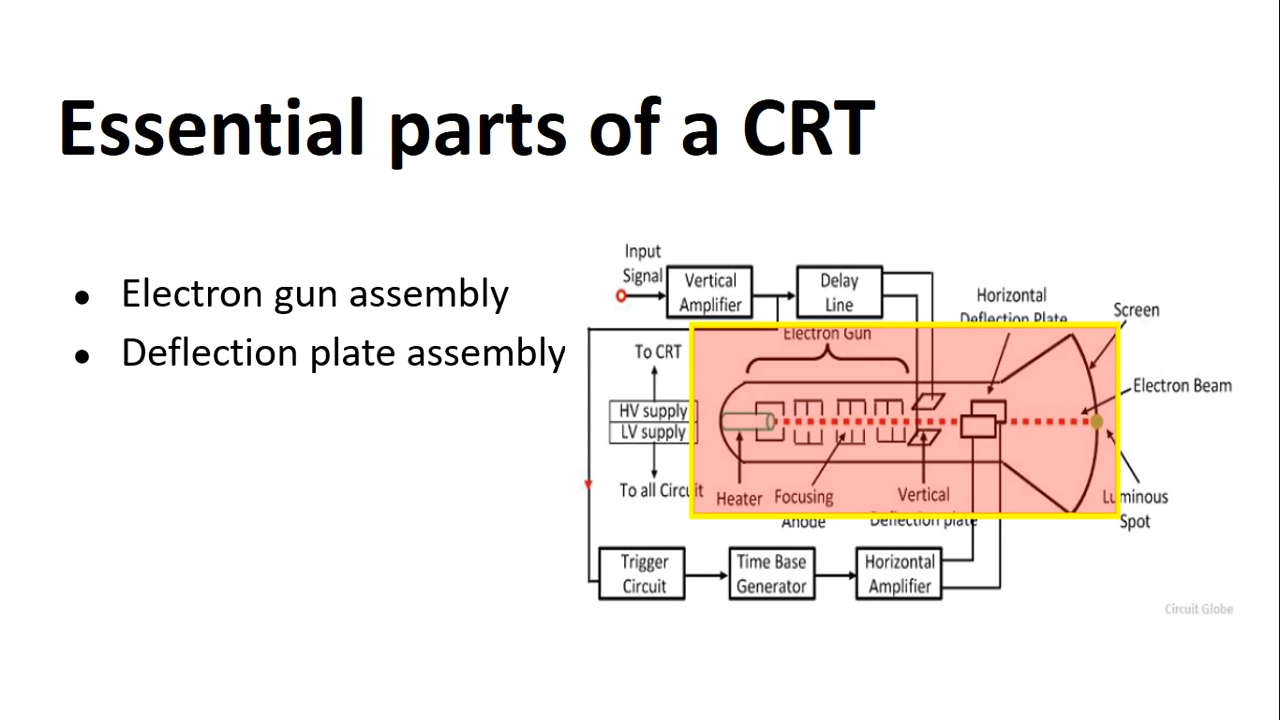 Essential parts of a CRT
● Electron gun assembly
● Deflection plate assembly
Input
Signal
Vertical
Amplifier
Delay
Line
Horizontal
Deflection Plate
Screen
Electron Gun
To CRT
Electron Beam
HV supply
LV supply
To all Circuit
Heater
Focusing
Anode
Vertical
Deflection plate
Luminous
Spot
Trigger
Circuit
Time Base
Generator
Horizontal
Amplifier
Circuit Globe